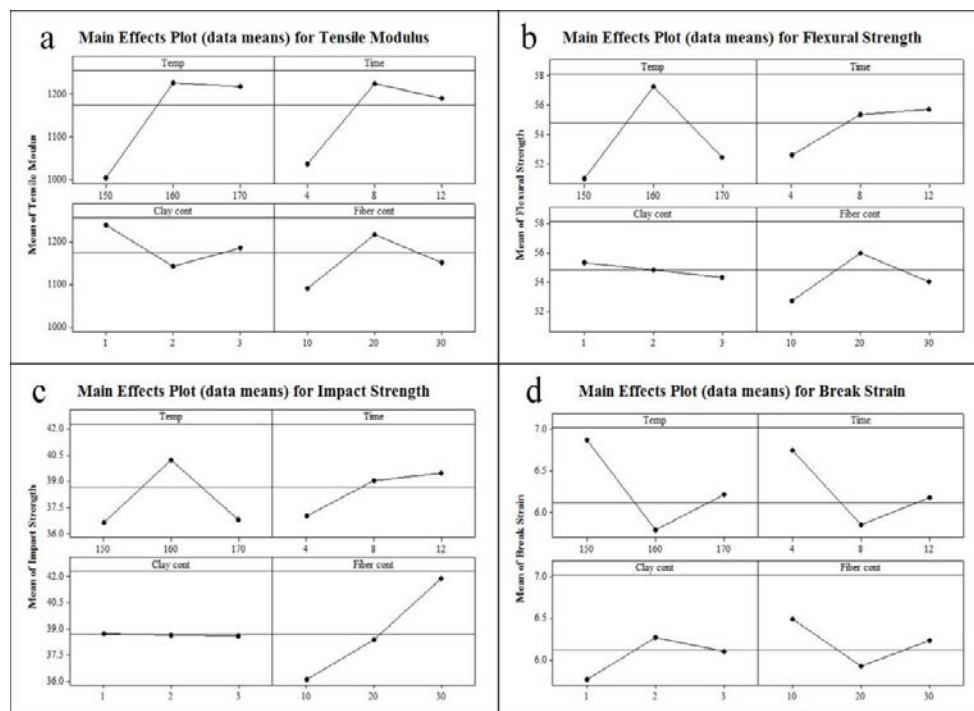 a Main Effects Plot (data means) for Tensile Modulus
Temp Time
1200
1100
1000
150 160 170 4 8 12
Clay cont Fiber cont
1200
1100
1000
1 2 3 10 20 30
Mean of Tensile Moulus
b Main Effects Plot (data means) for Flexural Strength
Temp Time
58
56
54
52
150 160 170 4 8 12
Clay cont Fiber cont
58
56
54
52
1 2 3 10 20 30
Mean of Flexural Strength
c Main Effects Plot (data means) for Impact Strength
Temp Time
42.0
40.5
39.0
37.5
36.0
150 160 170 4 8 12
Clay cont Fiber cont
42.0
40.5
39.0
37.5
36.0
1 2 3 10 20 30
Mean of Impact Strength
d Main Effects Plot (data means) for Break Strain
Temp Time
7.0
6.5
6.0
150 160 170 4 8 12
Clay cont Fiber cont
7.0
6.5
6.0
1 2 3 10 20 30
Mean of Break Strain